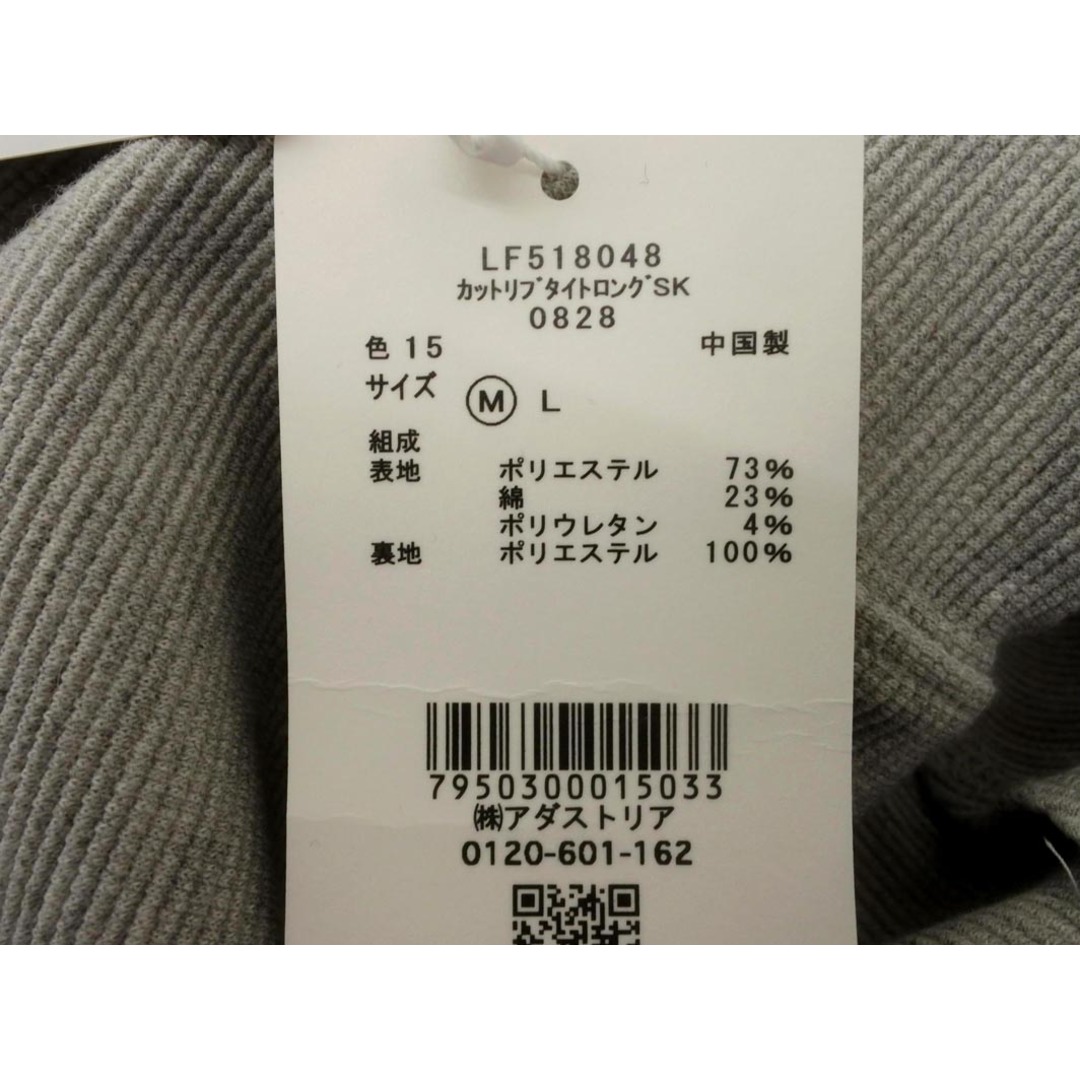 LF518048
カットリブタイトロングSK
0828
色 15 中国製
サイズ M L
組成
表地 ポリエステル 73%
綿 23%
ポリウレタン 4%
裏地 ポリエステル 100%
7950300015033
㈱アダストリア
0120-601-162